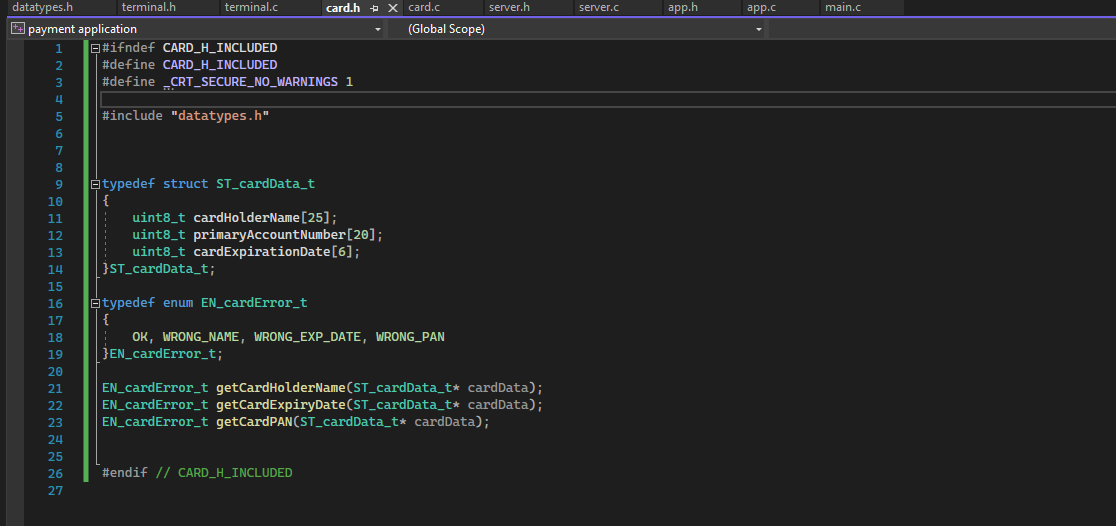 datatypes.h terminal.h terminal.c card.h card.c server.h server.c app.h app.c main.c
payment application (Global Scope)
1 #ifndef CARD_H_INCLUDED
2 #define CARD_H_INCLUDED
3 #define _CRT_SECURE_NO_WARNINGS 1
4
5 #include "datatypes.h"
6
7
8
9 typedef struct ST_cardData_t
10 {
11 uint8_t cardHolderName[25];
12 uint8_t primaryAccountNumber[20];
13 uint8_t cardExpirationDate[6];
14 }ST_cardData_t;
15
16 typedef enum EN_cardError_t
17 {
18 OK, WRONG_NAME, WRONG_EXP_DATE, WRONG_PAN
19 }EN_cardError_t;
20
21 EN_cardError_t getCardHolderName(ST_cardData_t* cardData);
22 EN_cardError_t getCardExpiryDate(ST_cardData_t* cardData);
23 EN_cardError_t getCardPAN(ST_cardData_t* cardData);
24
25
26 #endif // CARD_H_INCLUDED
27